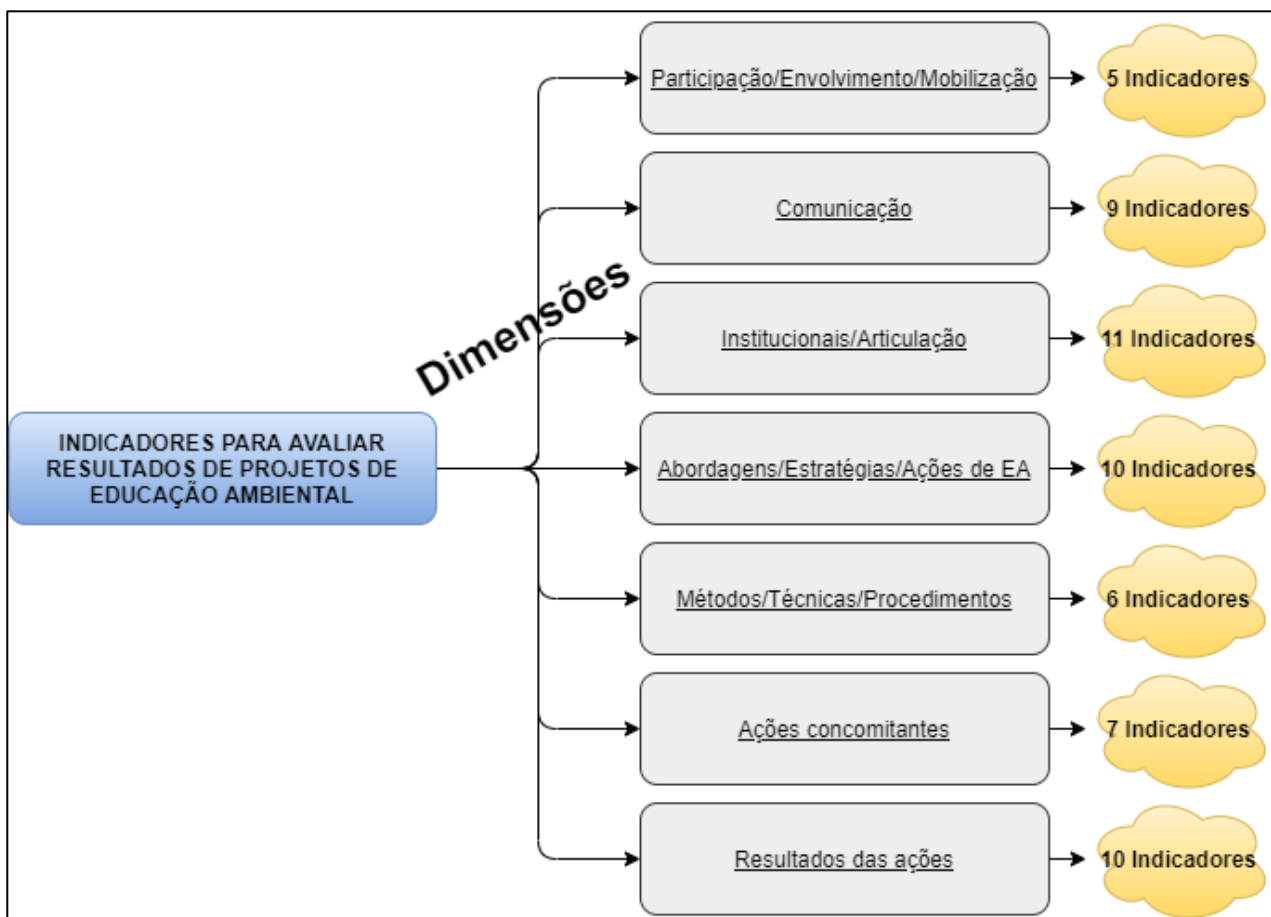 Participação/Envolvimento/Mobilização
5 Indicadores
Comunicação
9 Indicadores
Dimensões
Institucionais/Articulação
11 Indicadores
INDICADORES PARA AVALIAR
RESULTADOS DE PROJETOS DE
EDUCAÇÃO AMBIENTAL
Abordagens/Estratégias/Ações de EA
10 Indicadores
Métodos/Técnicas/Procedimentos
6 Indicadores
Ações concomitantes
7 Indicadores
Resultados das ações
10 Indicadores